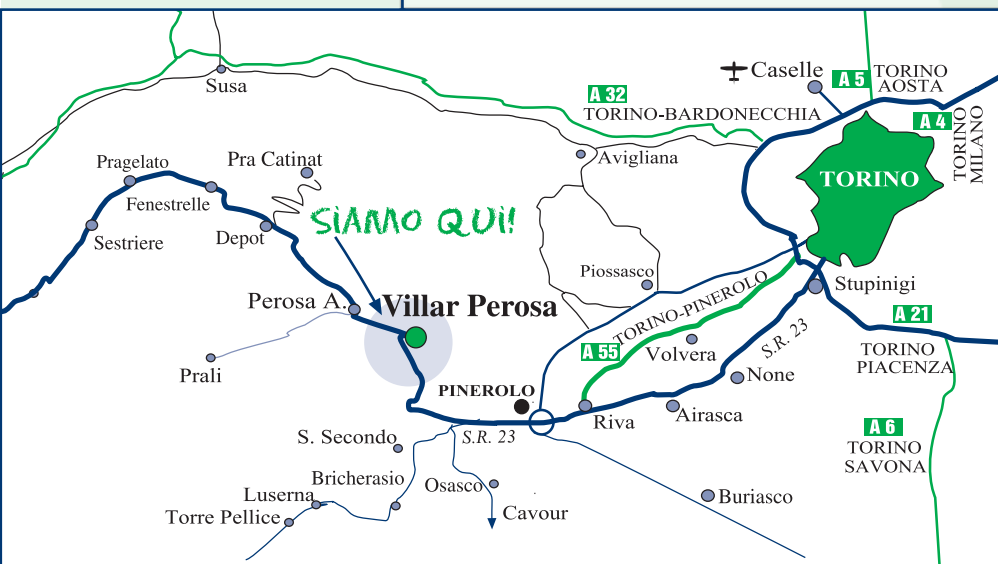 Caselle
A 5
TORINO
AOSTA
Susa
A 32
TORINO-BARDONECCHIA
A 4
TORINO
MILANO
Pragelato
Pra Catinat
Avigliana
TORINO
Fenestrelle
SiAMO QUi!
Sestriere
Depot
Piossasco
Stupinigi
Perosa A.
Villar Perosa
TORINO-PINEROLO
A 21
A 55
Volvera
S.R. 23
TORINO
PIACENZA
Prali
None
PINEROLO
Riva
Airasca
S. Secondo
S.R. 23
A 6
TORINO
SAVONA
Bricherasio
Osasco
Luserna
Buriasco
Torre Pellice
Cavour